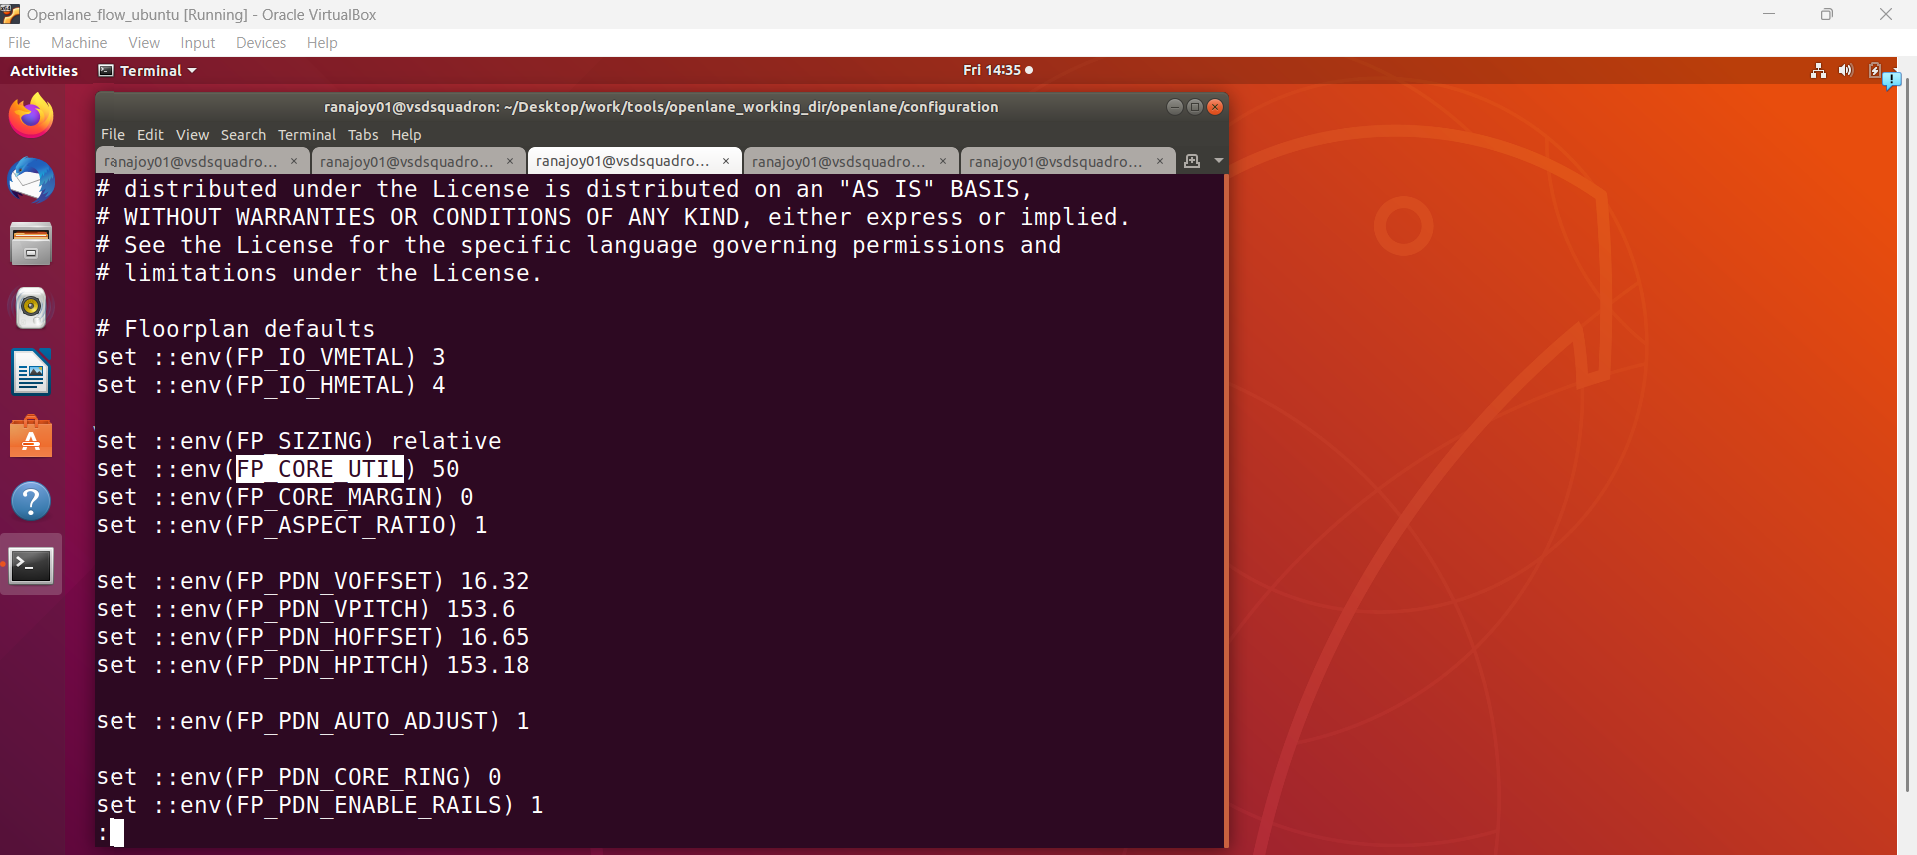 Openlane_flow_ubuntu [Running] - Oracle VirtualBox
File Machine View Input Devices Help
Activities Terminal Fri 14:35
ranajoy01@vsdsquadron: ~/Desktop/work/tools/openlane_working_dir/openlane/configuration
File Edit View Search Terminal Tabs Help
ranajoy01@vsdsquadro... × ranajoy01@vsdsquadron... × ranajoy01@vsdsquadro... × ranajoy01@vsdsquadro... × ranajoy01@vsdsquadro... ×
# distributed under the License is distributed on an "AS IS" BASIS,
# WITHOUT WARRANTIES OR CONDITIONS OF ANY KIND, either express or implied.
# See the License for the specific language governing permissions and
# limitations under the License.
# Floorplan defaults
set ::env(FP_IO_VMETAL) 3
set ::env(FP_IO_HMETAL) 4
set ::env(FP_SIZING) relative
set ::env(FP_CORE_UTIL) 50
set ::env(FP_CORE_MARGIN) 0
set ::env(FP_ASPECT_RATIO) 1
set ::env(FP_PDN_VOFFSET) 16.32
set ::env(FP_PDN_VPITCH) 153.6
set ::env(FP_PDN_HOFFSET) 16.65
set ::env(FP_PDN_HPITCH) 153.18
set ::env(FP_PDN_AUTO_ADJUST) 1
set ::env(FP_PDN_CORE_RING) 0
set ::env(FP_PDN_ENABLE_RAILS) 1
: